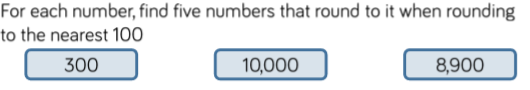 For each number, find five numbers that round to it when rounding
to the nearest 100
300 10,000 8,900